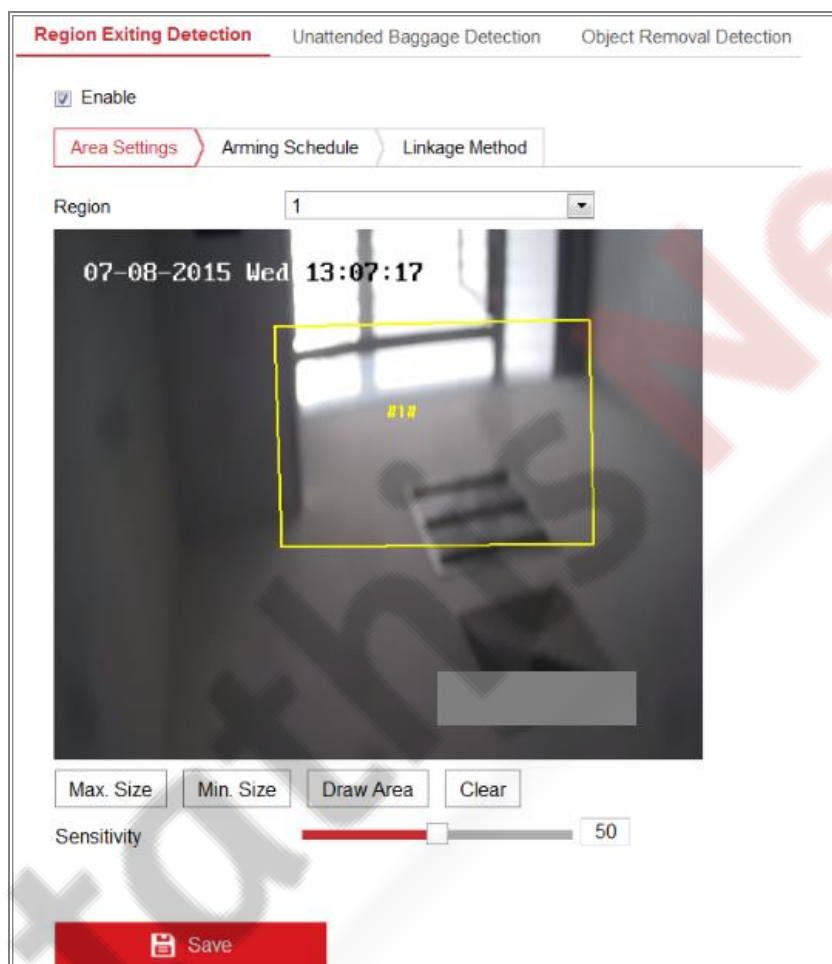 Region Exiting Detection Unattended Baggage Detection Object Removal Detection
Enable
Area Settings Arming Schedule Linkage Method
Region 1
07-08-2015 Wed 13:07:17
#1#
Max. Size Min. Size Draw Area Clear
Sensitivity 50
Save